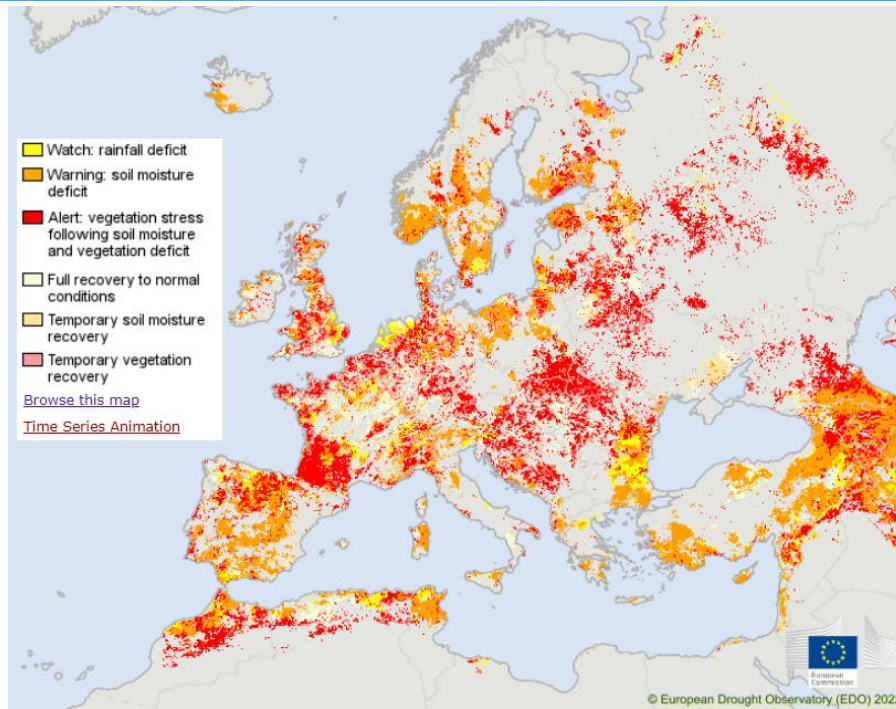 Watch: rainfall deficit
Warning: soil moisture
deficit
Alert: vegetation stress
following soil moisture
and vegetation deficit
Full recovery to normal
conditions
Temporary soil moisture
recovery
Temporary vegetation
recovery
Browse this map
Time Series Animation
European
Commission
© European Drought Observatory (EDO)